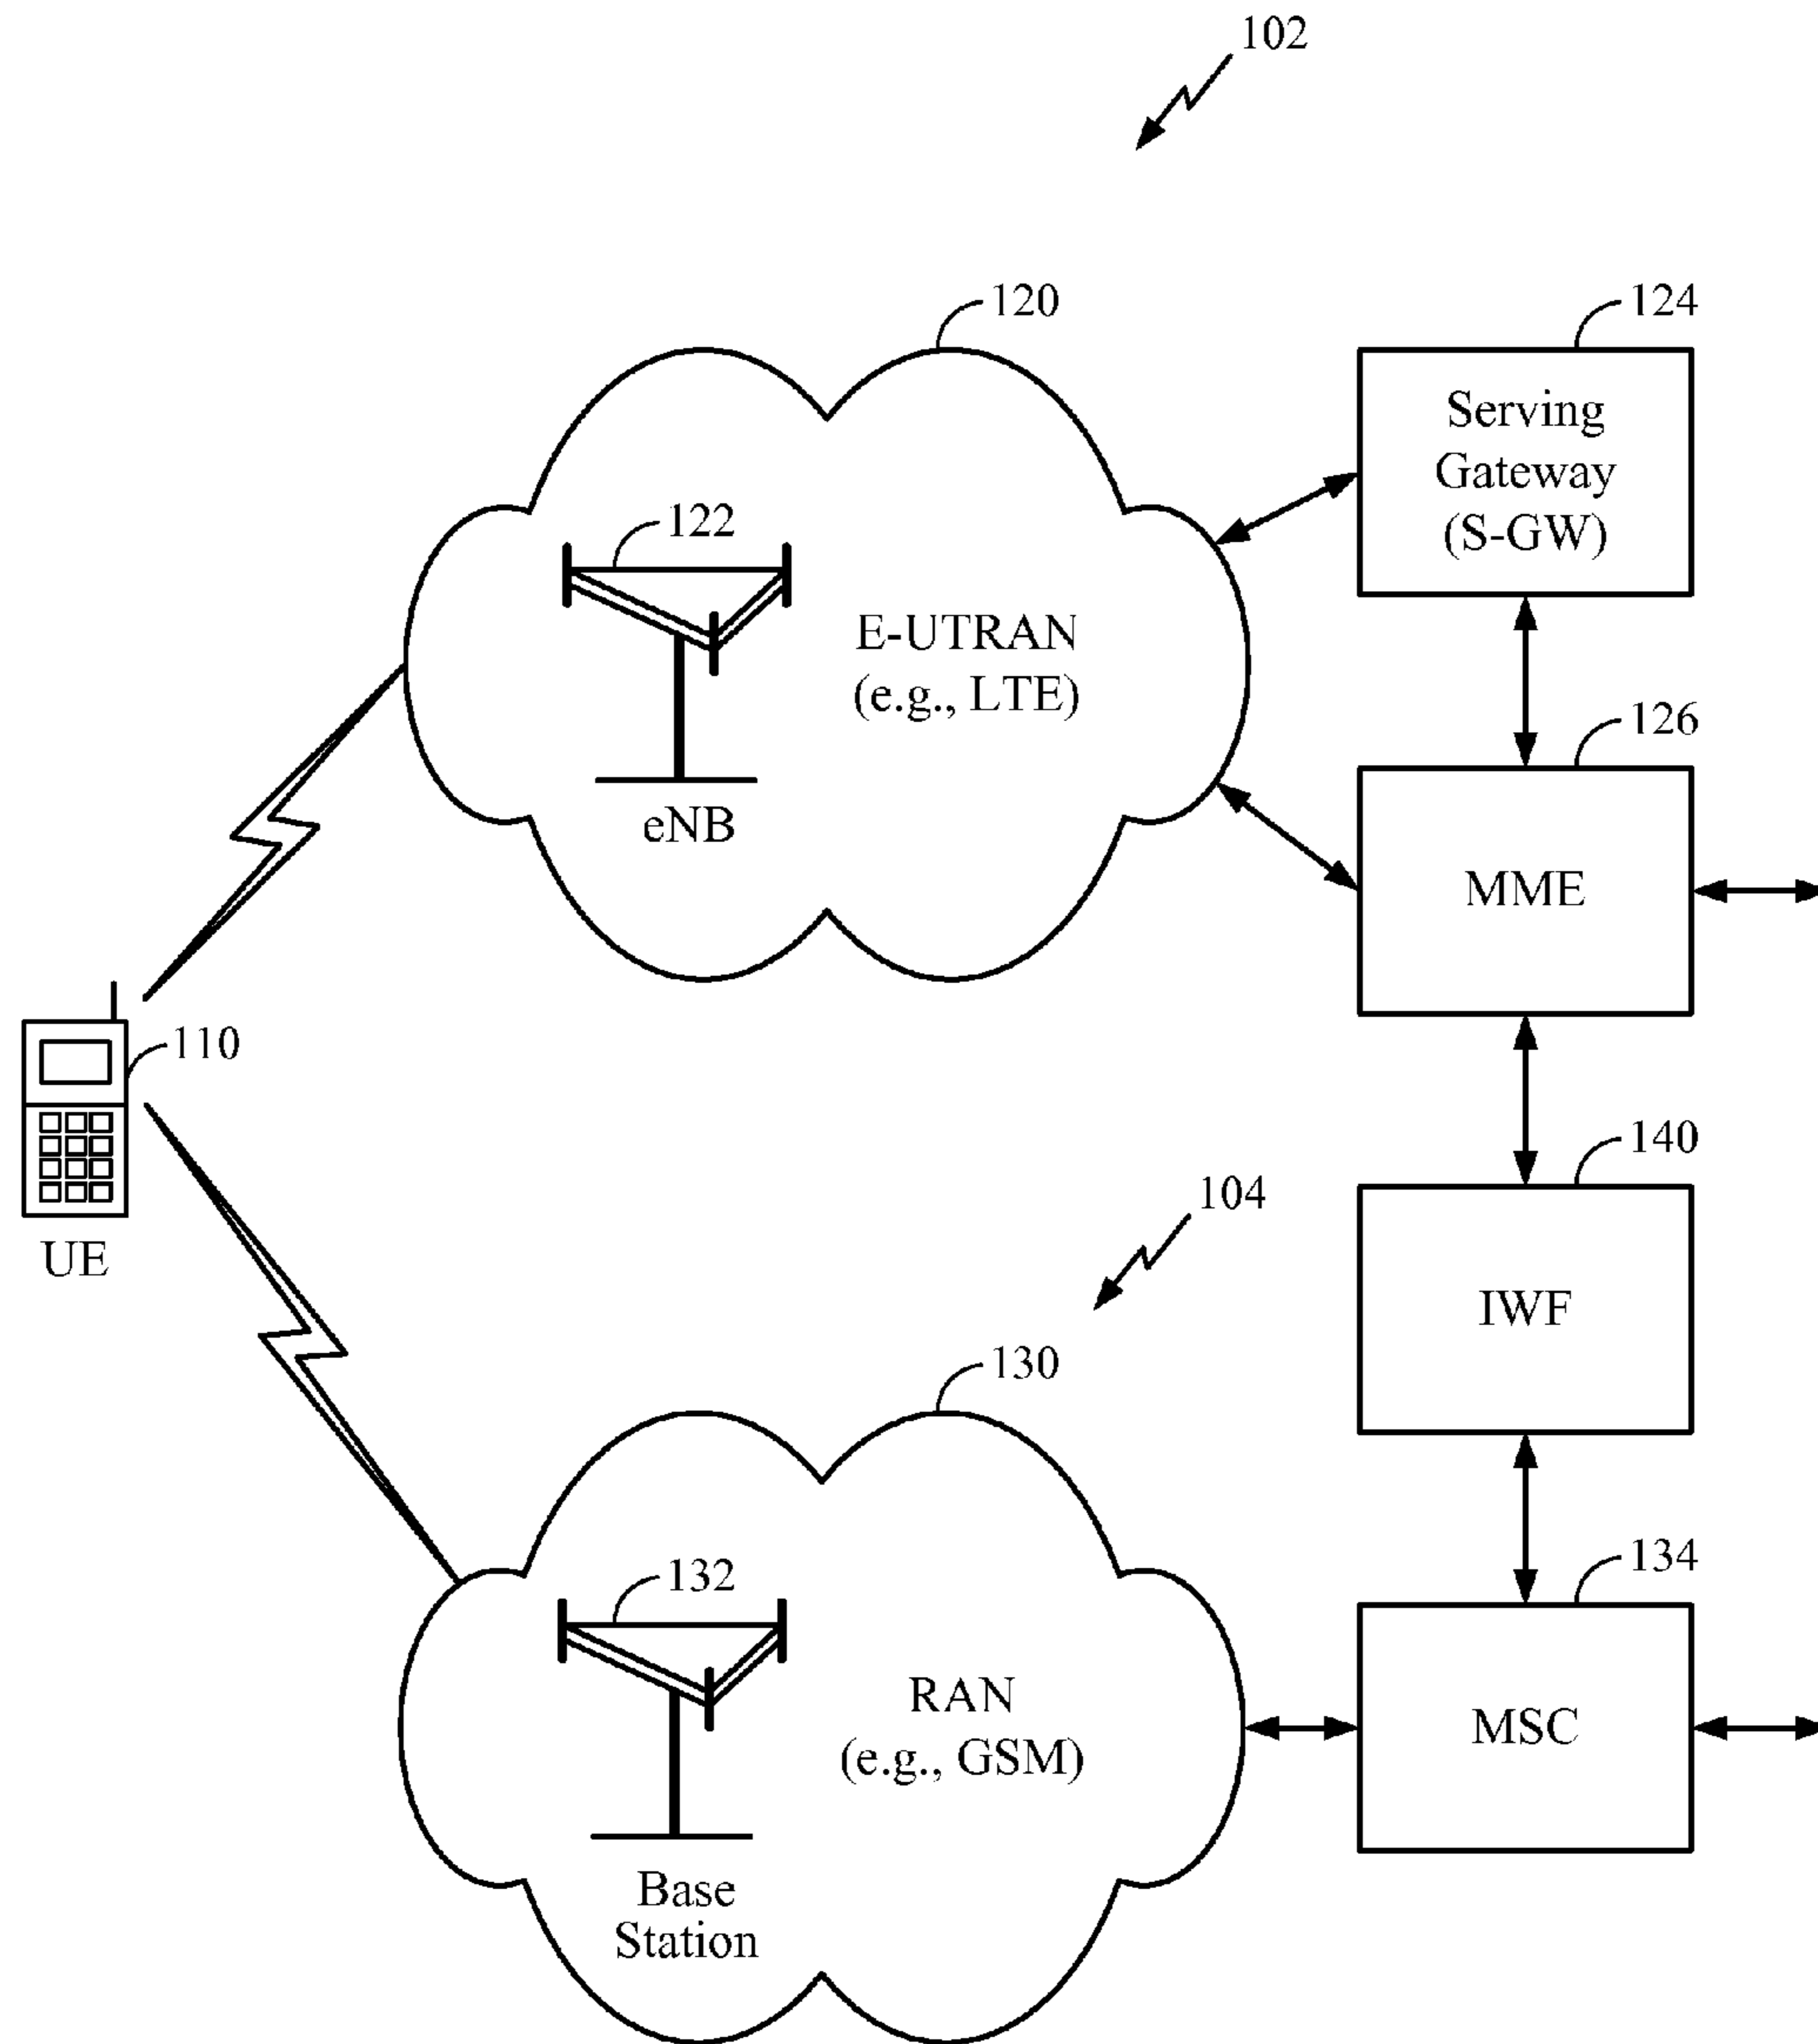 102
120
124
Serving
Gateway
(S-GW)
122
E-UTRAN
(e.g., LTE)
126
eNB
MME
110
140
104
UE
IWF
130
132
134
RAN
(e.g., GSM)
MSC
Base
Station